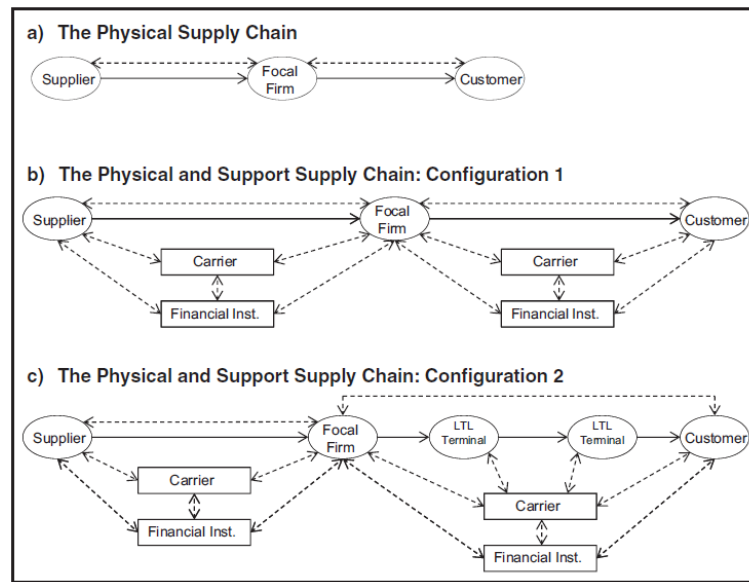 a) The Physical Supply Chain
Supplier
Focal
Firm
Customer
b) The Physical and Support Supply Chain: Configuration 1
Supplier
Focal
Firm
Customer
Carrier
Carrier
Financial Inst.
Financial Inst.
c) The Physical and Support Supply Chain: Configuration 2
Supplier
Focal
Firm
LTL
Terminal
LTL
Terminal
Customer
Carrier
Carrier
Financial Inst.
Financial Inst.